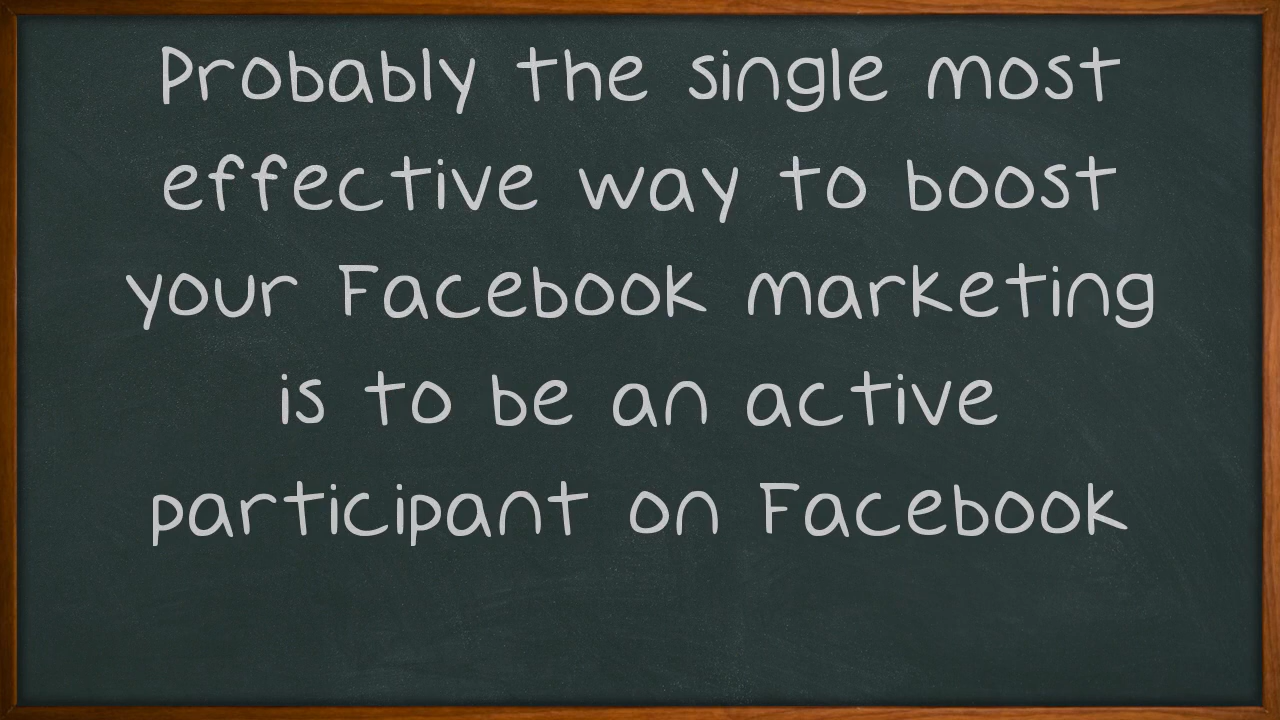 Probably the single most
effective way to boost
your Facebook marketing
is to be an active
participant on Facebook